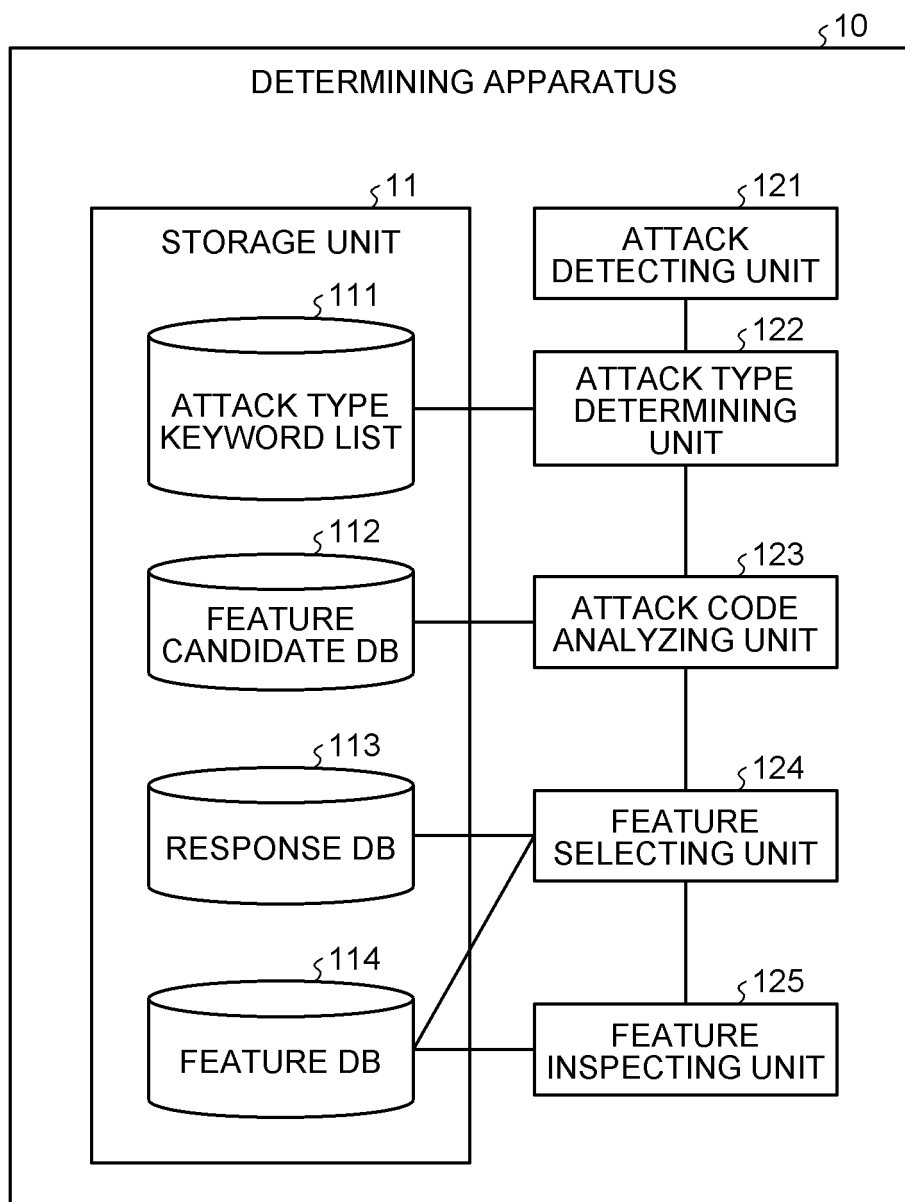 10
DETERMINING APPARATUS
11
STORAGE UNIT
111
ATTACK TYPE
KEYWORD LIST
112
FEATURE
CANDIDATE DB
113
RESPONSE DB
114
FEATURE DB
121
ATTACK
DETECTING UNIT
122
ATTACK TYPE
DETERMINING
UNIT
123
ATTACK CODE
ANALYZING UNIT
124
FEATURE
SELECTING UNIT
125
FEATURE
INSPECTING UNIT